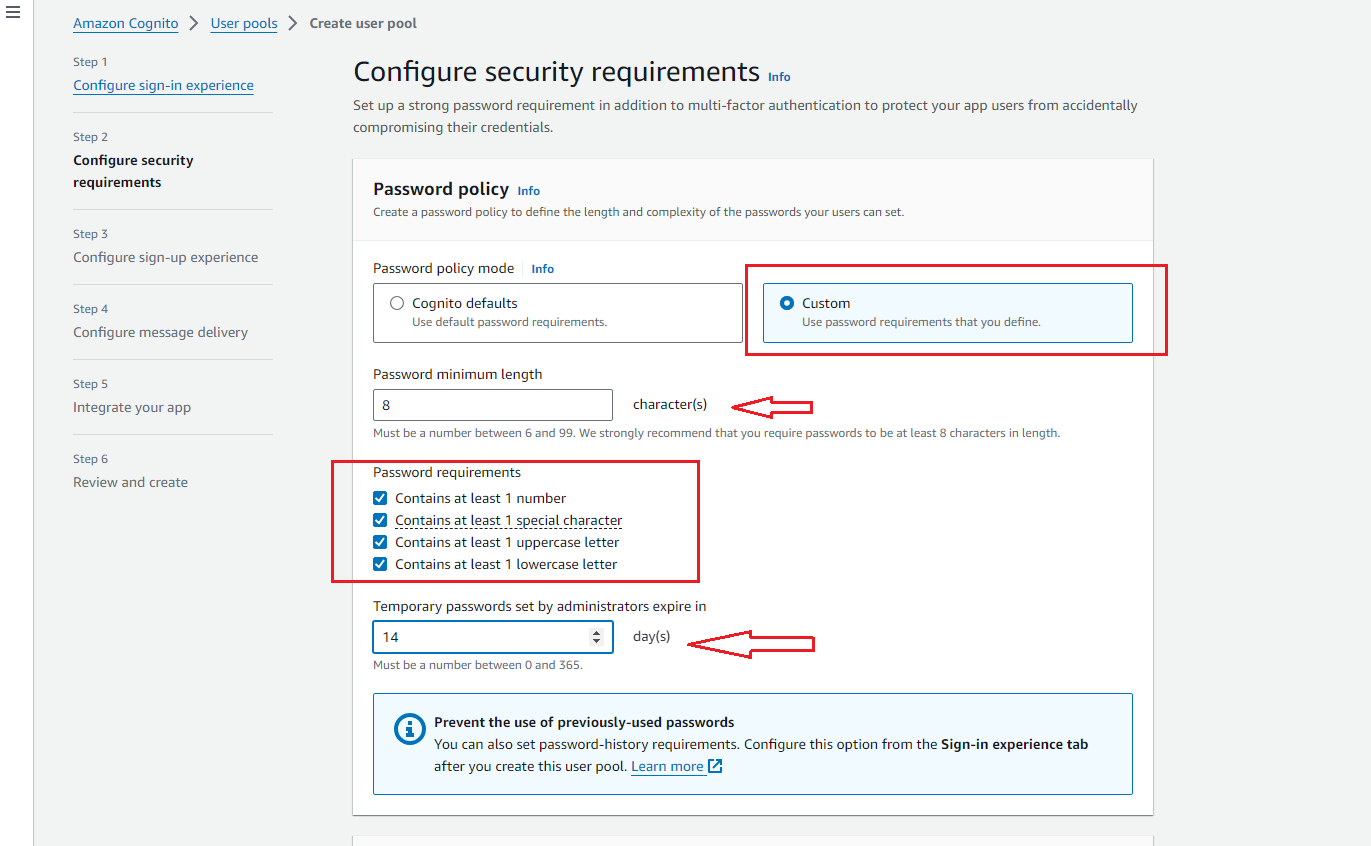 Amazon Cognito > User pools > Create user pool
Step 1
Configure sign-in experience
Step 2
Configure security
requirements
Step 3
Configure sign-up experience
Step 4
Configure message delivery
Step 5
Integrate your app
Step 6
Review and create
Configure security requirements Info
Set up a strong password requirement in addition to multi-factor authentication to protect your app users from accidentally
compromising their credentials.
Password policy Info
Create a password policy to define the length and complexity of the passwords your users can set.
Password policy mode Info
Cognito defaults
Use default password requirements.
Custom
Use password requirements that you define.
Password minimum length
8 character(s)
Must be a number between 6 and 99. We strongly recommend that you require passwords to be at least 8 characters in length.
Password requirements
Contains at least 1 number
Contains at least 1 special character
Contains at least 1 uppercase letter
Contains at least 1 lowercase letter
Temporary passwords set by administrators expire in
14 day(s)
Must be a number between 0 and 365.
Prevent the use of previously-used passwords
You can also set password-history requirements. Configure this option from the Sign-in experience tab
after you create this user pool. Learn more